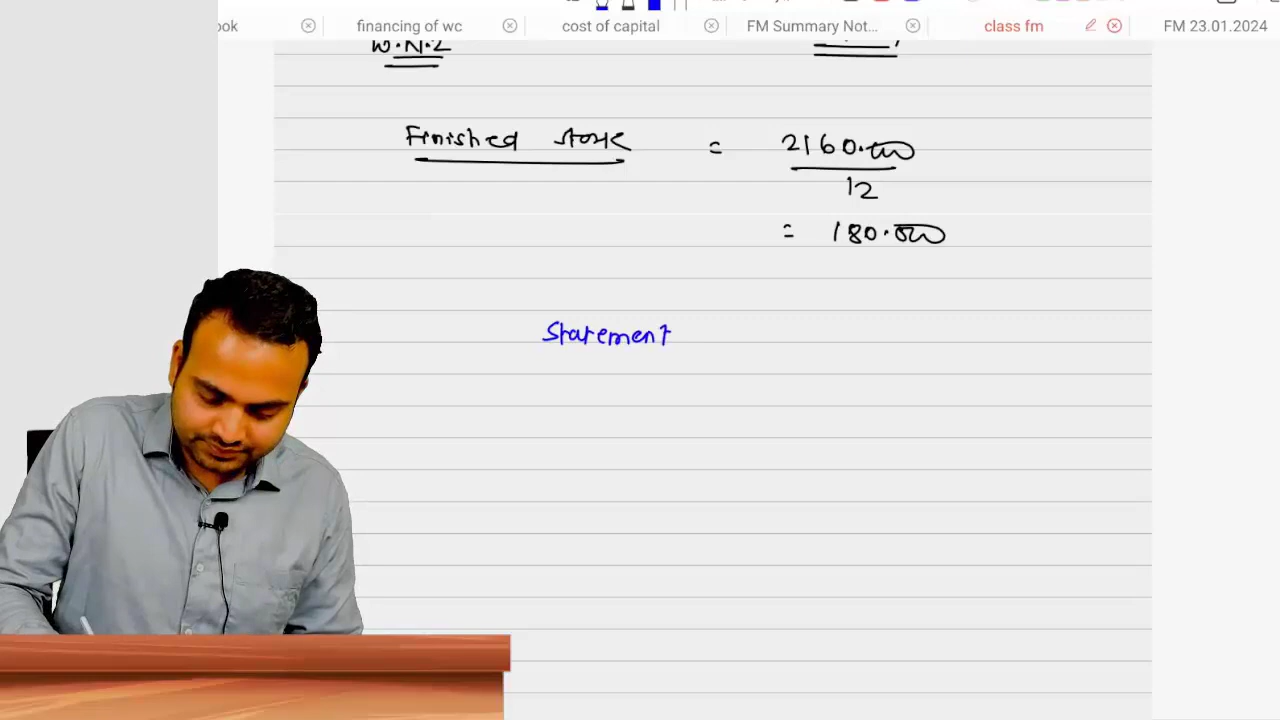 ook financing of wc cost of capital FM Summary Not... class fm FM 23.01.2024
W.N.2
Finished stock = 2160.000
12
= 180.000
Statement